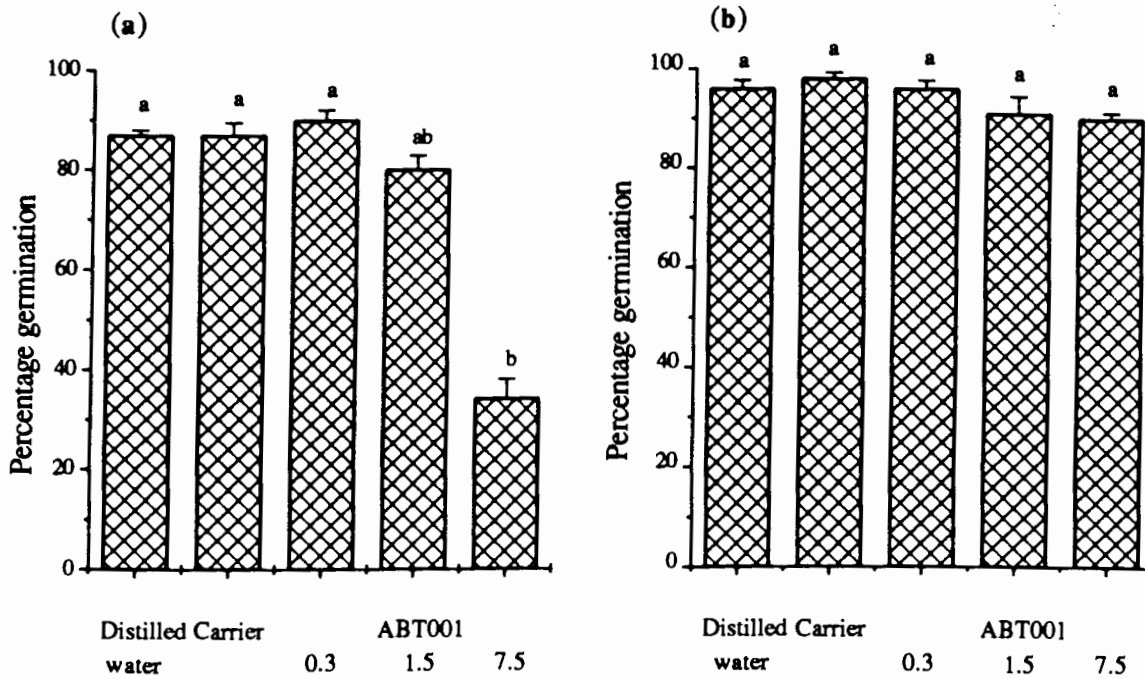 (a)
100
80
60
40
20
0
Percentage germination
a
a
a
ab
b
Distilled Carrier ABT001
water 0.3 1.5 7.5
(b)
100
80
60
40
20
0
Percentage germination
a
a
a
a
a
Distilled Carrier ABT001
water 0.3 1.5 7.5